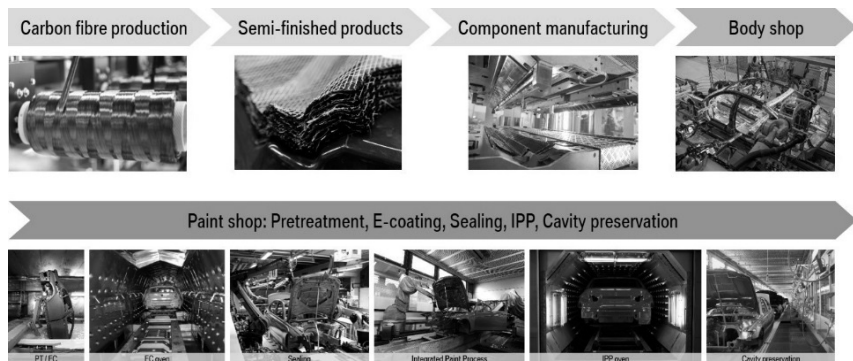 Carbon fibre production
Semi-finished products
Component manufacturing
Body shop
Paint shop: Pretreatment, E-coating, Sealing, IPP, Cavity preservation
PT / EC
EC oven
Sealing
Integrated Paint Process
IPP oven
Cavity preservation